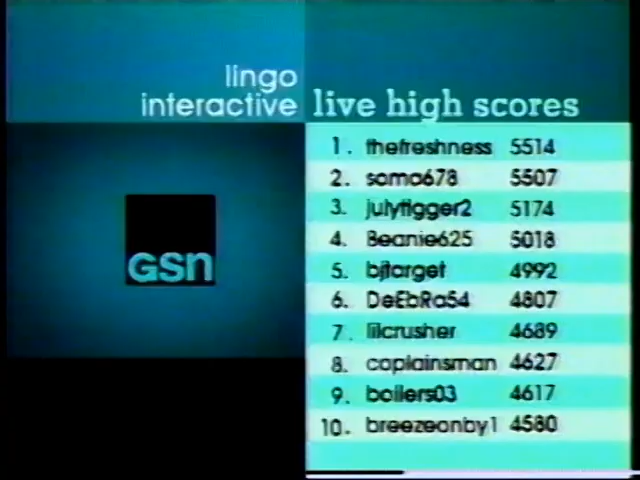 lingo
interactive
live high scores
1. thefreshness 5514
2. soma678 5507
3. julytigger2 5174
4. Beanie625 5018
5. bjtarget 4992
6. DeEbRa54 4807
7. lilcrusher 4689
8. coplainsman 4627
9. boilers03 4617
10. breezeonby1 4580
GSN